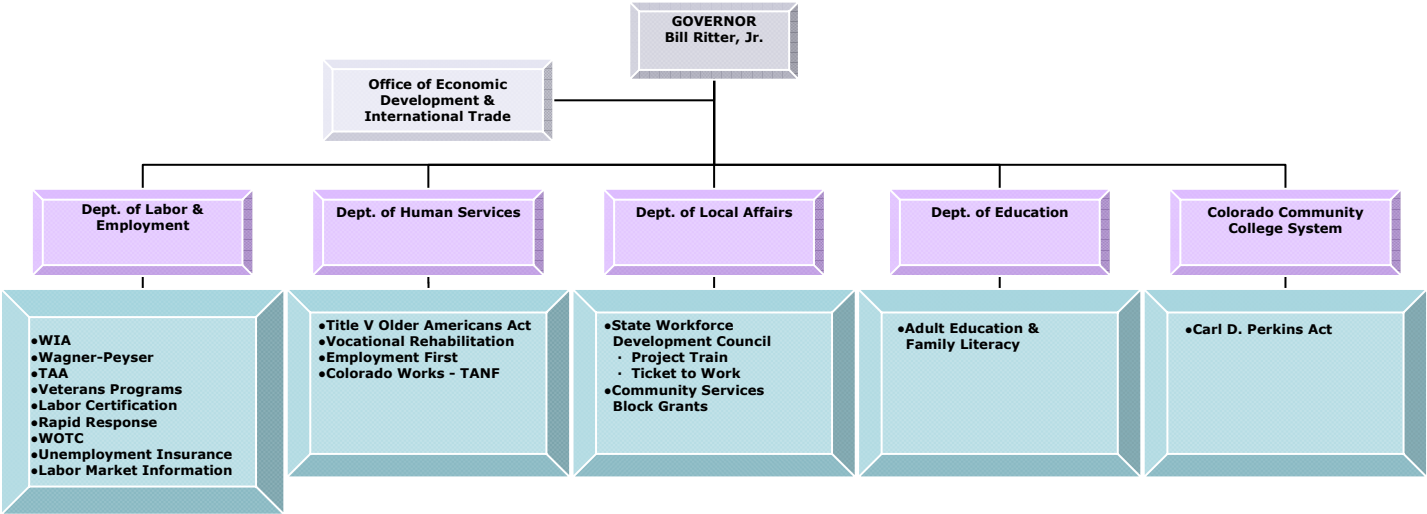 GOVERNOR
Bill Ritter, Jr.
Office of Economic
Development &
International Trade
Dept. of Labor &
Employment
Dept. of Human Services
Dept. of Local Affairs
Dept. of Education
Colorado Community
College System
●WIA
●Wagner-Peyser
●TAA
●Veterans Programs
●Labor Certification
●Rapid Response
●WOTC
●Unemployment Insurance
●Labor Market Information
●Title V Older Americans Act
●Vocational Rehabilitation
●Employment First
●Colorado Works - TANF
●State Workforce
Development Council
· Project Train
· Ticket to Work
●Community Services
Block Grants
●Adult Education &
Family Literacy
●Carl D. Perkins Act